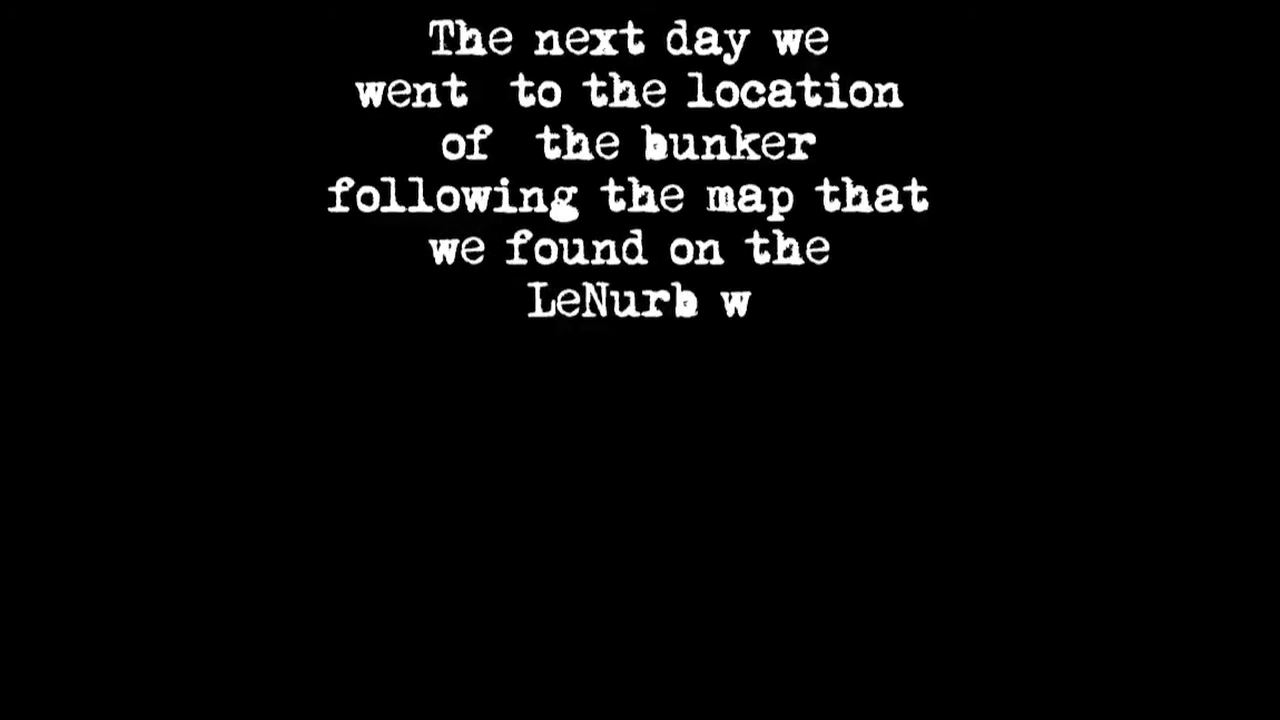 The next day we
went to the location
of the bunker
following the map that
we found on the
LeNurb w